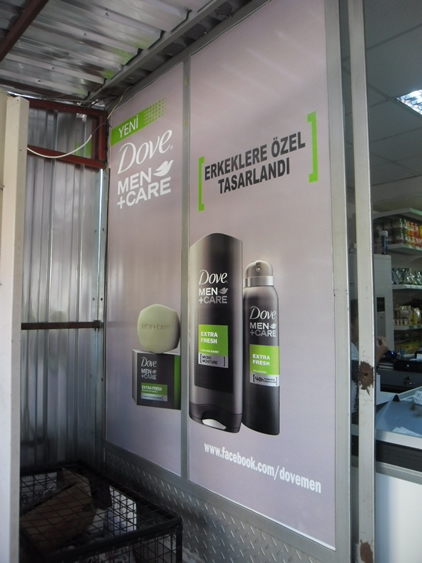 YENİ
Dove
MEN
+CARE
ERKEKLERE ÖZEL
TASARLANDI
Dove
MEN
+CARE
EXTRA
FRESH
Dove
MEN
+CARE
EXTRA
FRESH
Dove
MEN
+CARE
EXTRA FRESH
www.facebook.com/dovemen